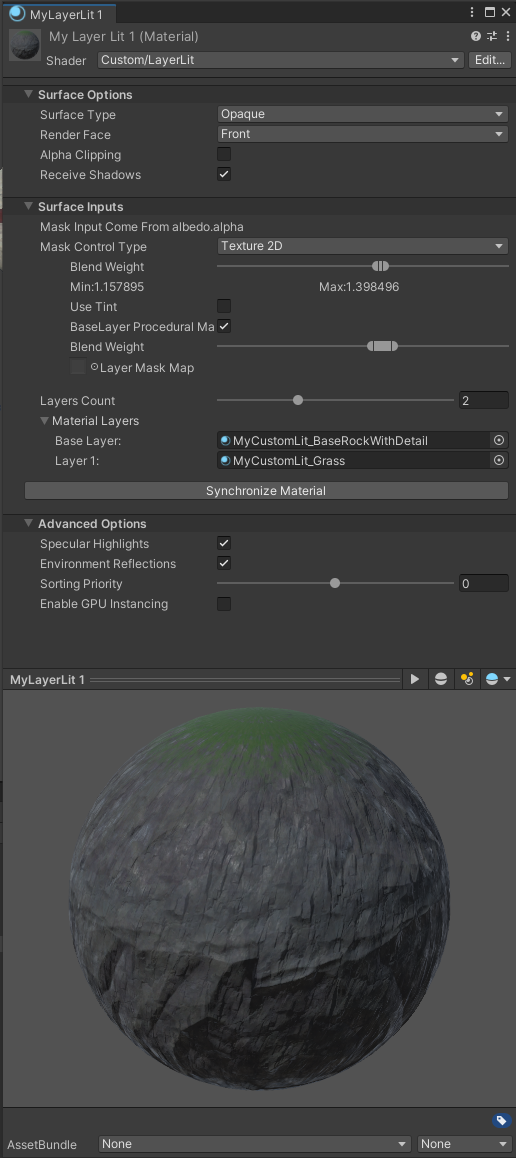 MyLayerLit 1
My Layer Lit 1 (Material)
Shader Custom/LayerLit Edit...
Surface Options
Surface Type Opaque
Render Face Front
Alpha Clipping
Receive Shadows
Surface Inputs
Mask Input Come From albedo.alpha
Mask Control Type Texture 2D
Blend Weight
Min:1.157895 Max:1.398496
Use Tint
BaseLayer Procedural Ma
Blend Weight
Layer Mask Map
Layers Count 2
Material Layers
Base Layer: MyCustomLit_BaseRockWithDetail
Layer 1: MyCustomLit_Grass
Synchronize Material
Advanced Options
Specular Highlights
Environment Reflections
Sorting Priority 0
Enable GPU Instancing
MyLayerLit 1
AssetBundle None None